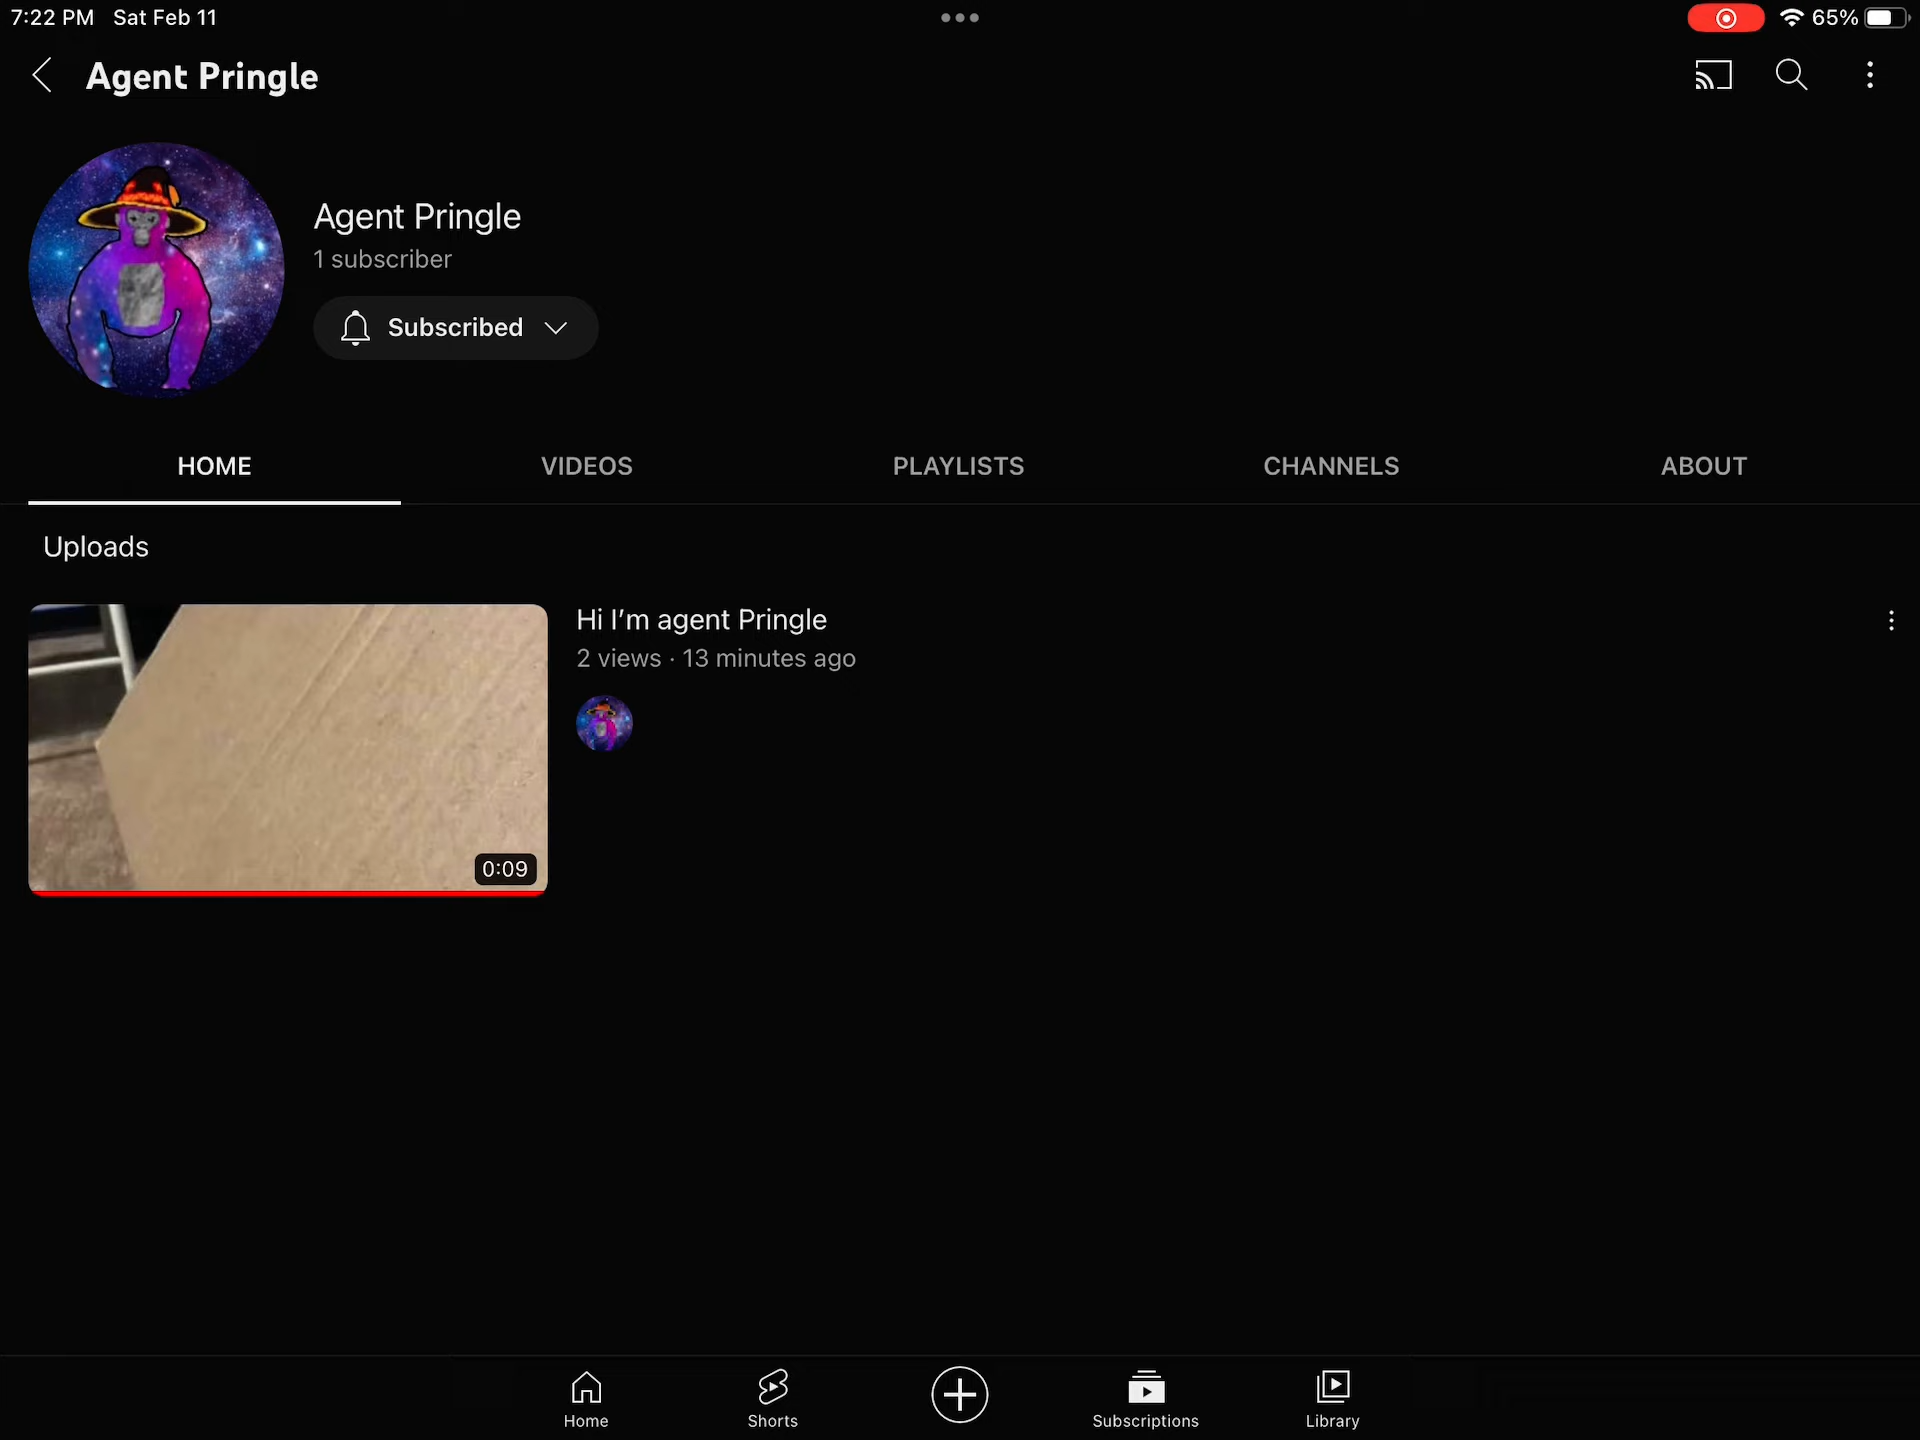 7:22 PM Sat Feb 11
65%
Agent Pringle
Agent Pringle
1 subscriber
Subscribed
HOME VIDEOS PLAYLISTS CHANNELS ABOUT
Uploads
Hi I’m agent Pringle
2 views · 13 minutes ago
0:09
Home Shorts Subscriptions Library